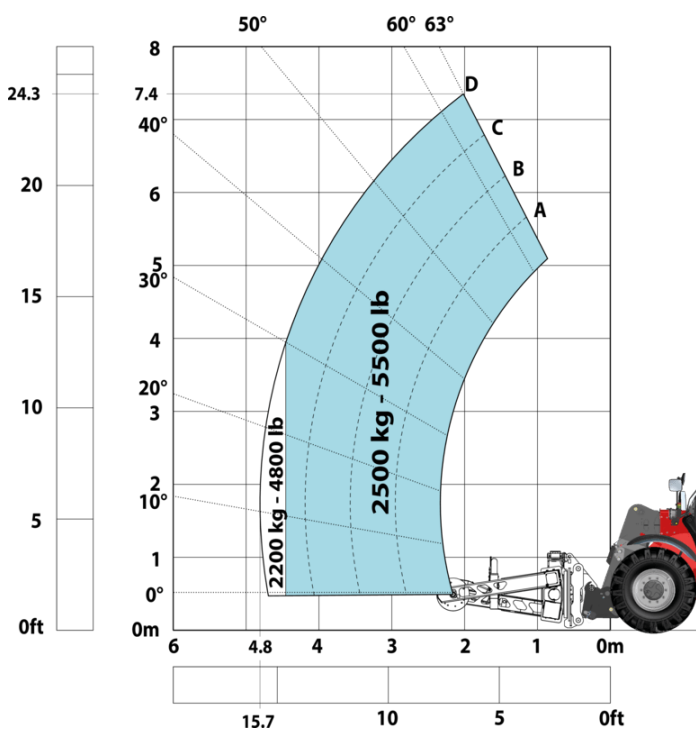 50° 60° 63°
8
24.3 7.4 D
40° C
20 6 B
A
5
30°
15
4
20°
10 3
2
10°
5
1
0°
0ft 0m
2200 kg - 4800 lb
2500 kg - 5500 lb
6 4.8 4 3 2 1 0m
15.7 10 5 0ft